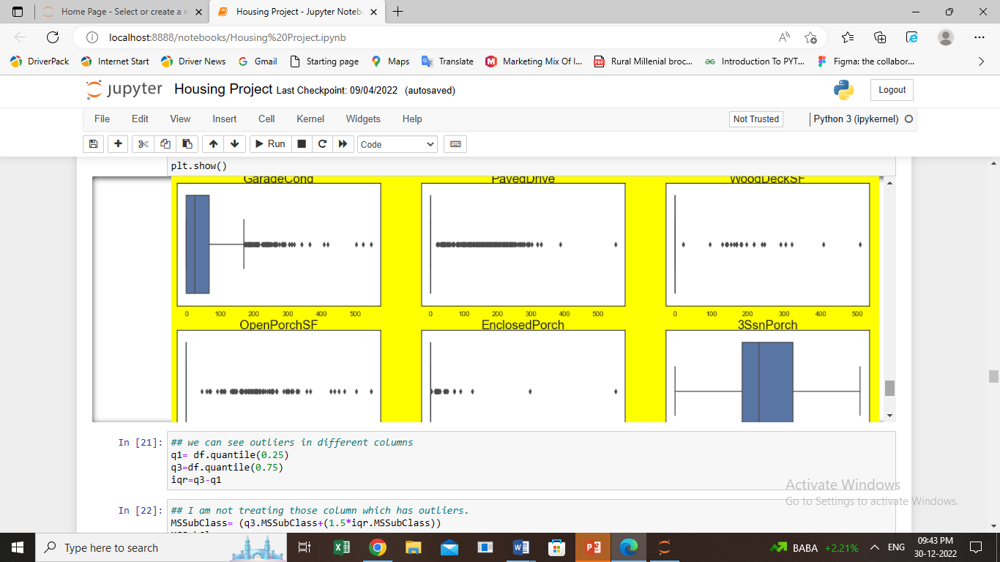 Home Page - Select or create a n
Housing Project - Jupyter Noteb
localhost:8888/notebooks/Housing%20Project.ipynb
DriverPack
Internet Start
Driver News
Gmail
Starting page
Maps
Translate
Marketing Mix Of I...
Rural Millenial broc...
Introduction To PYT...
Figma: the collabor...
jupyter Housing Project Last Checkpoint: 09/04/2022 (autosaved)
Logout
File Edit View Insert Cell Kernel Widgets Help
Not Trusted
Python 3 (ipykernel)
Run
Code
plt.show()
GarageCond PavedDrive WoodDeckSF
0 100 200 300 400 500
0 100 200 300 400 500
0 100 200 300 400 500
OpenPorchSF EnclosedPorch 3SsnPorch
In [21]: ## we can see outliers in different columns
q1= df.quantile(0.25)
q3=df.quantile(0.75)
iqr=q3-q1
Activate Windows
Go to Settings to activate Windows.
In [22]: ## I am not treating those column which has outliers.
MSSubClass= (q3.MSSubClass+(1.5*iqr.MSSubClass))
Type here to search
BABA +2.21%
ENG
09:43 PM
30-12-2022